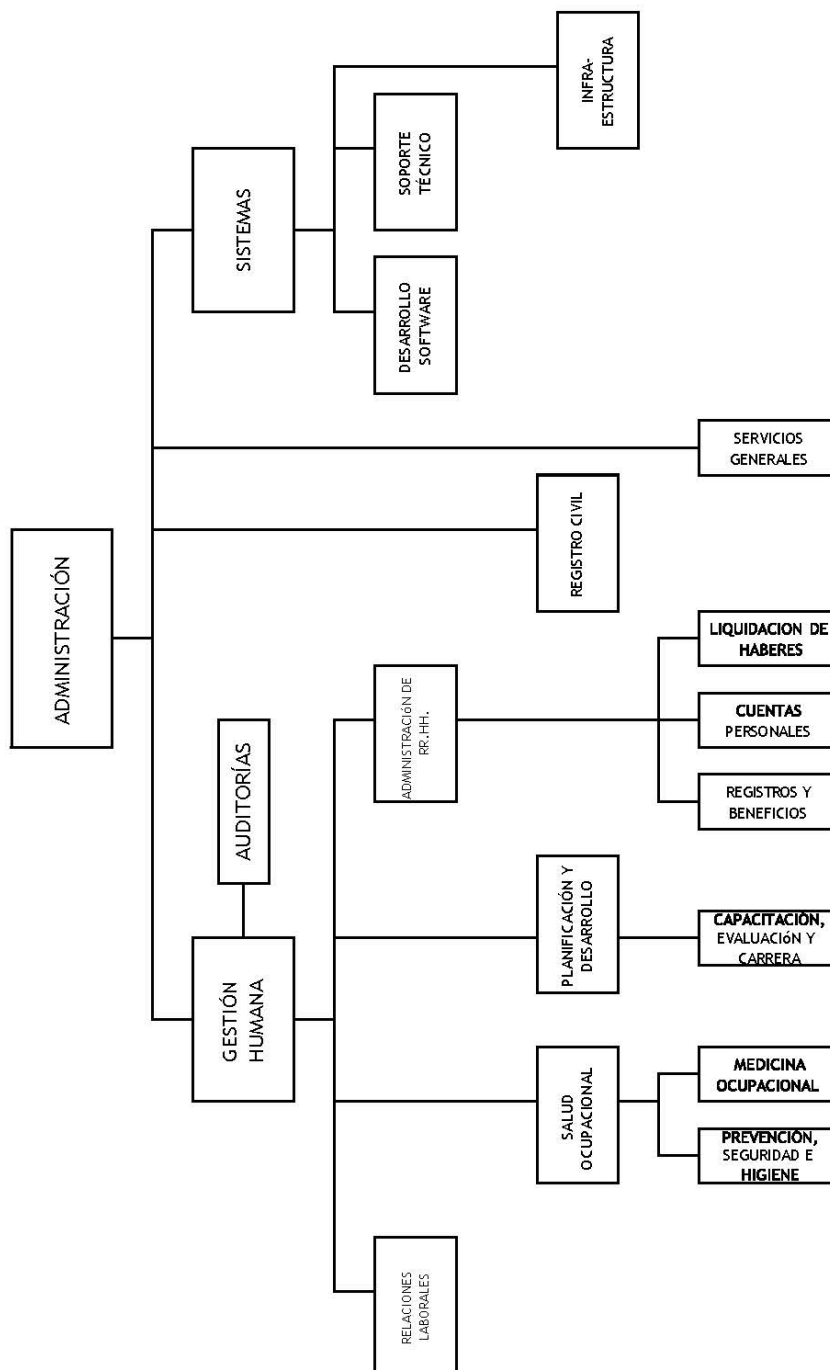 ADMINISTRACIÓN
GESTIÓN
HUMANA
AUDITORÍAS
SISTEMAS
RELACIONES
LABORALES
ADMINISTRACIóN DE
RR.HH.
DESARROLLO
SOFTWARE
SOPORTE
TÉCNICO
SALUD
OCUPACIONAL
PLANIFICACIÓN Y
DESARROLLO
REGISTRO CIVIL
INFRA-
ESTRUCTURA
PREVENCIÓN,
SEGURIDAD E
HIGIENE
MEDICINA
OCUPACIONAL
CAPACITACIÓN,
EVALUACIóN Y
CARRERA
REGISTROS Y
BENEFICIOS
CUENTAS
PERSONALES
LIQUIDACION DE
HABERES
SERVICIOS
GENERALES